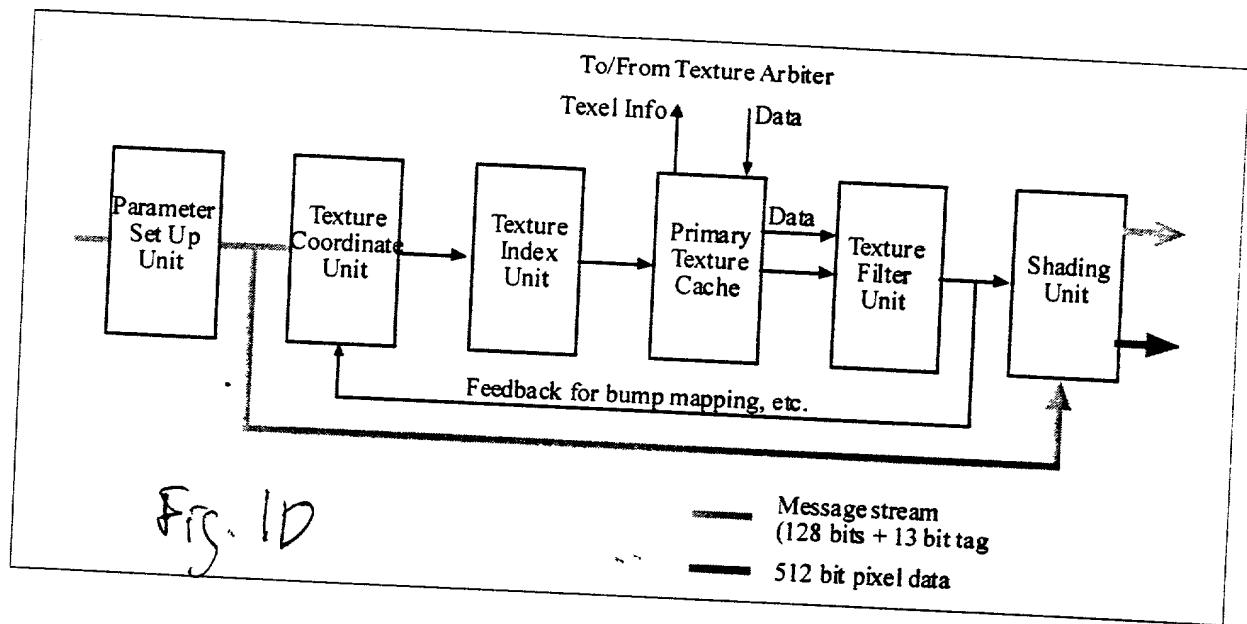 To/From Texture Arbiter
Texel Info
Data
Parameter
Set Up
Unit
Texture
Coordinate
Unit
Texture
Index
Unit
Primary
Texture
Cache
Data
Texture
Filter
Unit
Shading
Unit
Feedback for bump mapping, etc.
Fig. 1D
Message stream
(128 bits + 13 bit tag
512 bit pixel data